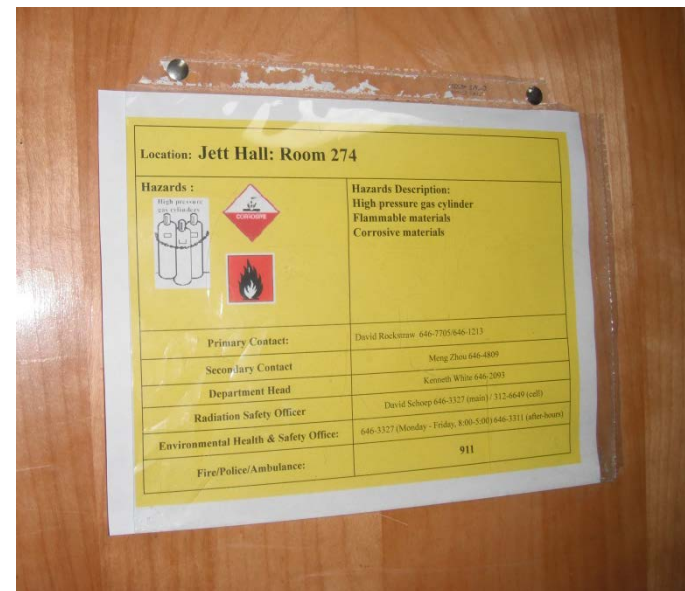 Location: Jett Hall: Room 274
Hazards :
High pressure
gas cylinders
CORROSIVE
Hazards Description:
High pressure gas cylinder
Flammable materials
Corrosive materials
Primary Contact: David Rockstraw 646-7705/646-1213
Secondary Contact Meng Zhou 646-4809
Department Head Kenneth White 646-2093
Radiation Safety Officer David Schoep 646-3327 (main) / 312-6649 (cell)
Environmental Health & Safety Office: 646-3327 (Monday - Friday, 8:00-5:00) 646-3311 (after-hours)
Fire/Police/Ambulance: 911